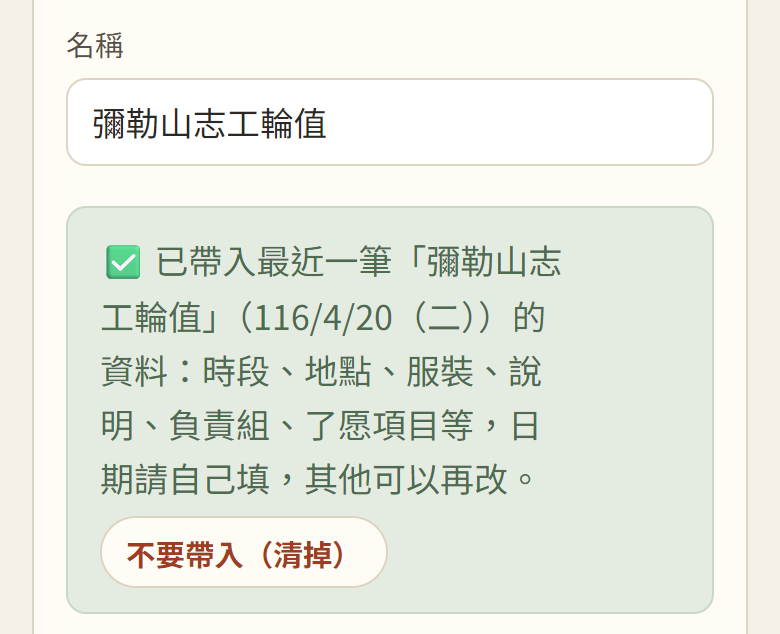 名稱
彌勒山志工輪值
✅ 已帶入最近一筆「彌勒山志
工輪值」（116/4/20（二））的
資料：時段、地點、服裝、說
明、負責組、了愿項目等，日
期請自己填，其他可以再改。
不要帶入（清掉）